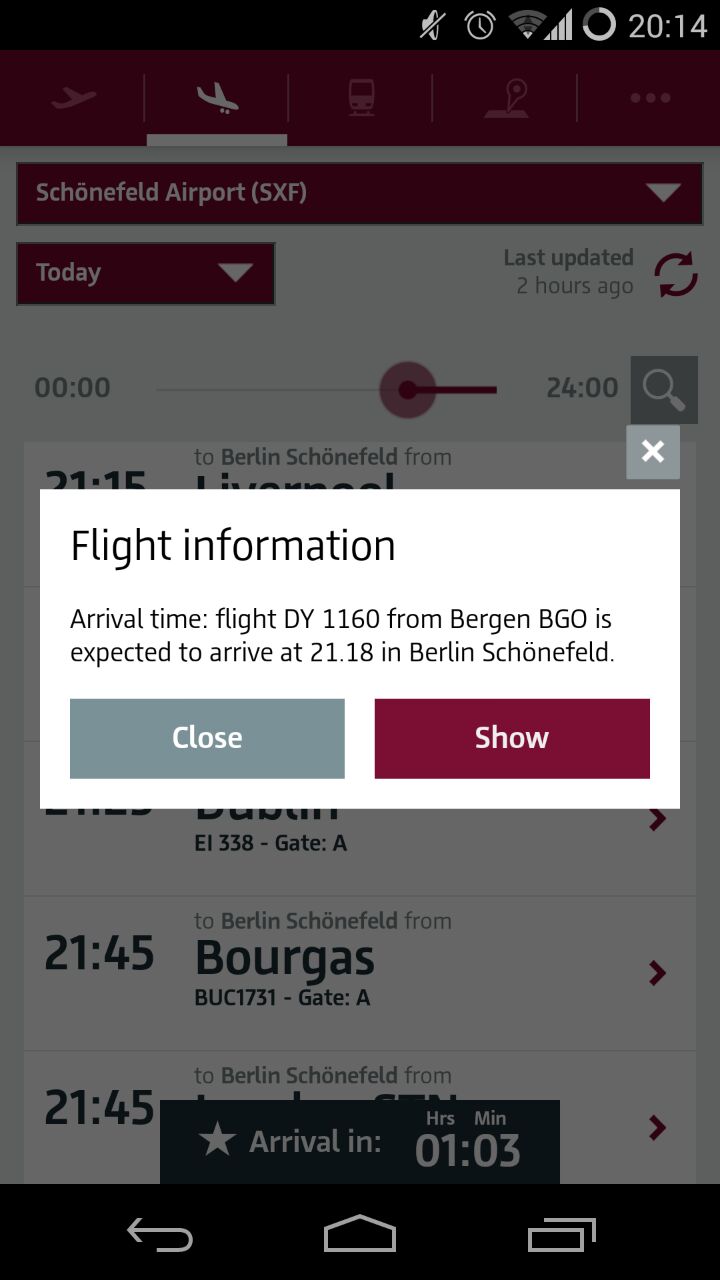 20:14
Schönefeld Airport (SXF)
Today
Last updated
2 hours ago
00:00
24:00
to Berlin Schönefeld from
21:15
Liverpool
Flight information
Arrival time: flight DY 1160 from Bergen BGO is
expected to arrive at 21.18 in Berlin Schönefeld.
Close
Show
Dublin
EI 338 - Gate: A
to Berlin Schönefeld from
21:45
Bourgas
BUC1731 - Gate: A
to Berlin Schönefeld from
21:45
London STN
Arrival in:
Hrs Min
01:03